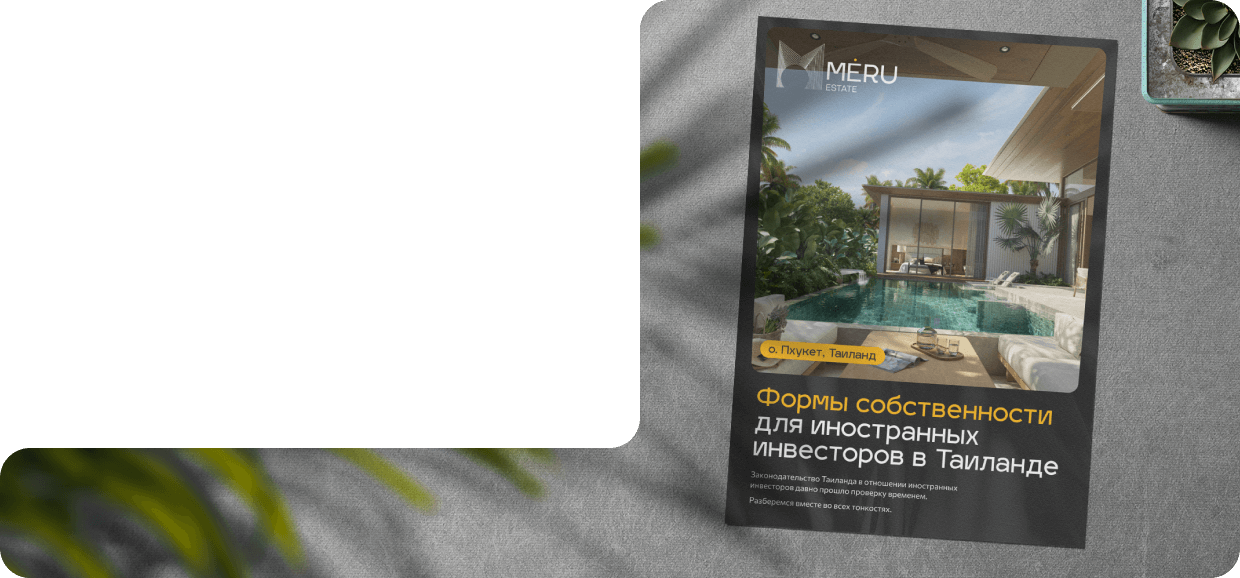 MERU
ESTATE
о. Пхукет, Таиланд
Формы собственности
для иностранных
инвесторов в Таиланде
Законодательство Таиланда в отношении иностранных
инвесторов давно прошло проверку временем.
Разберемся вместе во всех тонкостях.